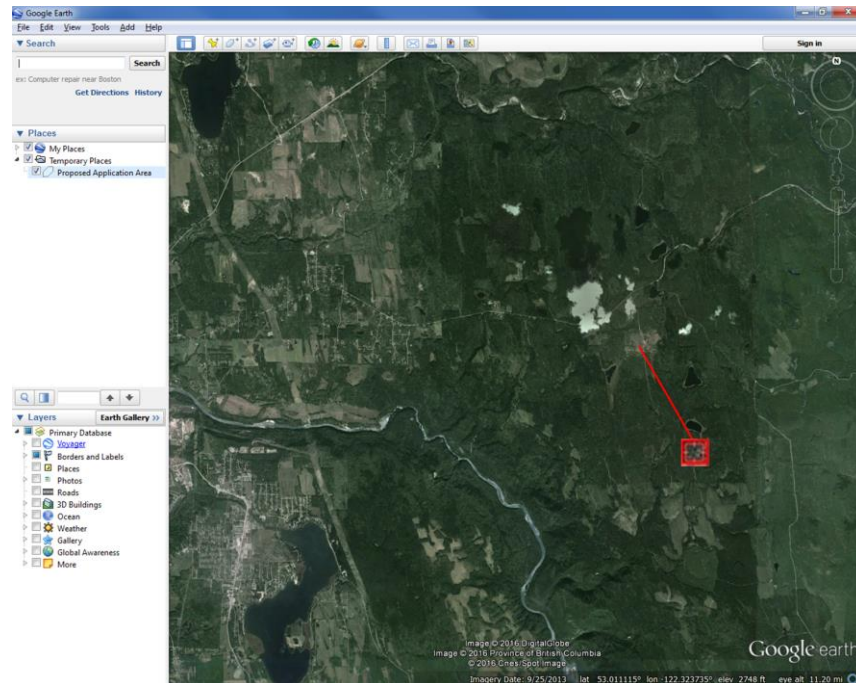 Google Earth
File Edit View Tools Add Help
▼ Search
Search
ex: Computer repair near Boston
Get Directions History
▼ Places
My Places
Temporary Places
Proposed Application Area
▼ Layers
Earth Gallery >>
Primary Database
Voyager
Borders and Labels
Places
Photos
Roads
3D Buildings
Ocean
Weather
Gallery
Global Awareness
More
Sign in
N
Image © 2016 DigitalGlobe
Image © 2016 Province of British Columbia
© 2016 Cnes/Spot Image
Google earth
Imagery Date: 9/25/2013 lat 53.011115° lon -122.323735° elev 2748 ft eye alt 11.20 mi